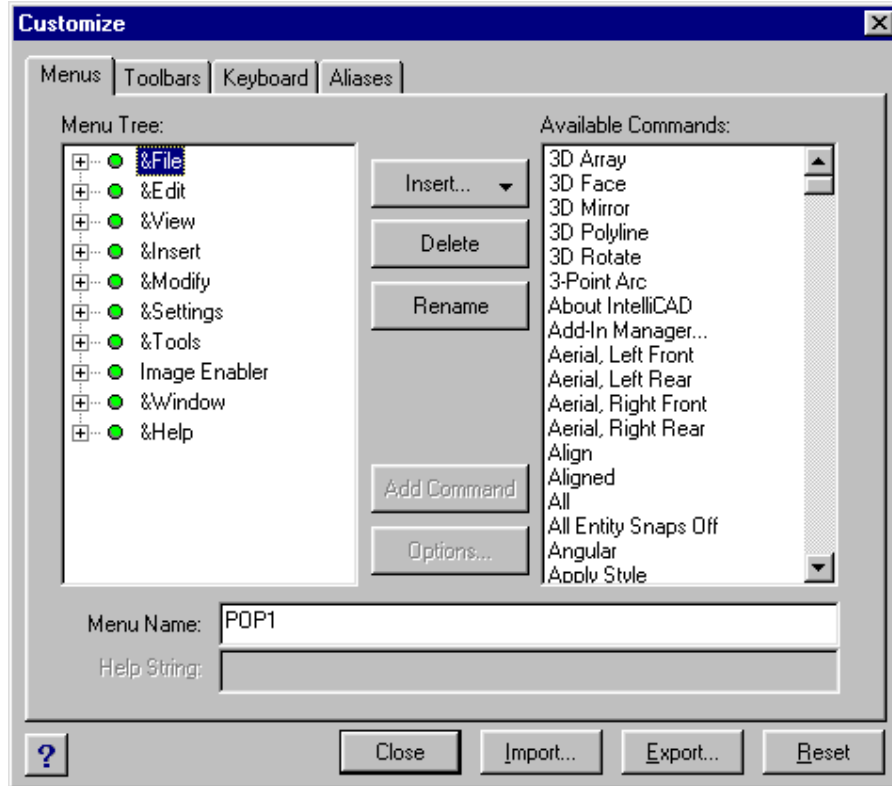 Customize
Menus Toolbars Keyboard Aliases
Menu Tree:
&File
&Edit
&View
&Insert
&Modify
&Settings
&Tools
Image Enabler
&Window
&Help
Insert...
Delete
Rename
Add Command
Options...
Available Commands:
3D Array
3D Face
3D Mirror
3D Polyline
3D Rotate
3-Point Arc
About IntelliCAD
Add-In Manager...
Aerial, Left Front
Aerial, Left Rear
Aerial, Right Front
Aerial, Right Rear
Align
Aligned
All
All Entity Snaps Off
Angular
Apply Style
Menu Name: POP1
Help String:
? Close Import... Export... Reset